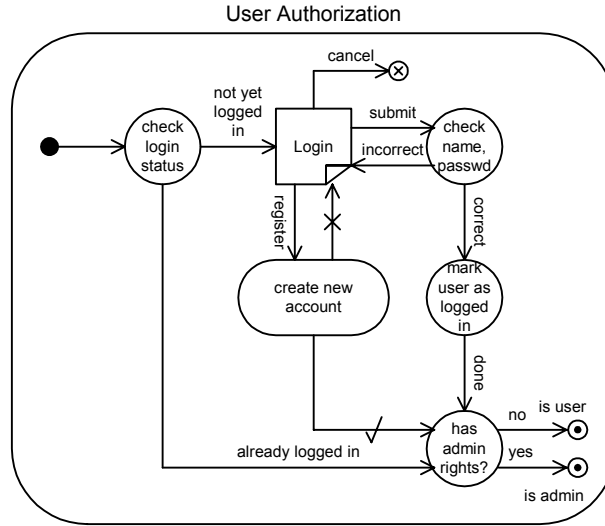 User Authorization
cancel
not yet
logged
in
check
login
status
Login
submit
incorrect
check
name,
passwd
register
correct
create new
account
mark
user as
logged
in
done
already logged in
has
admin
rights?
no
is user
yes
is admin